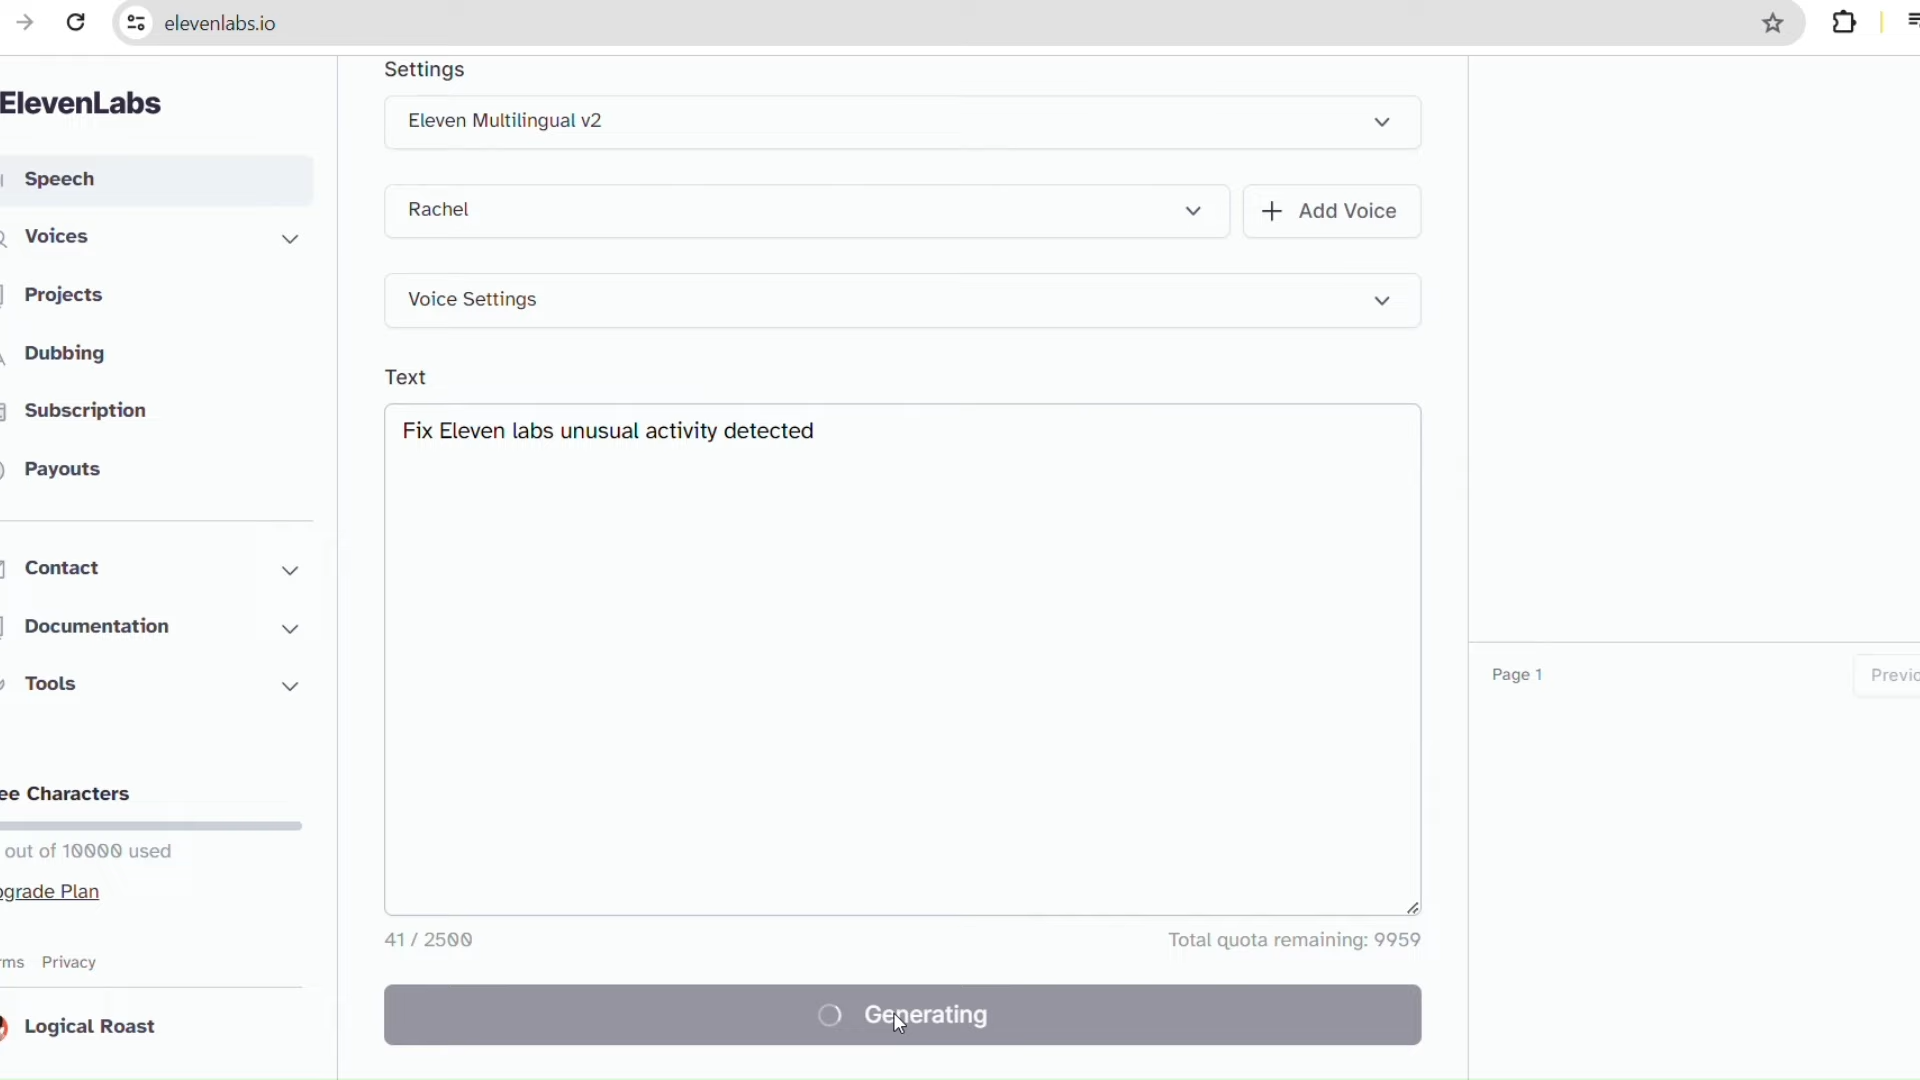 elevenlabs.io
ElevenLabs
Speech
Voices
Projects
Dubbing
Subscription
Payouts
Contact
Documentation
Tools
ee Characters
out of 10000 used
pgrade Plan
rms Privacy
Logical Roast
Settings
Eleven Multilingual v2
Rachel
Add Voice
Voice Settings
Text
Fix Eleven labs unusual activity detected
41 / 2500
Total quota remaining: 9959
Generating
Page 1
Previo